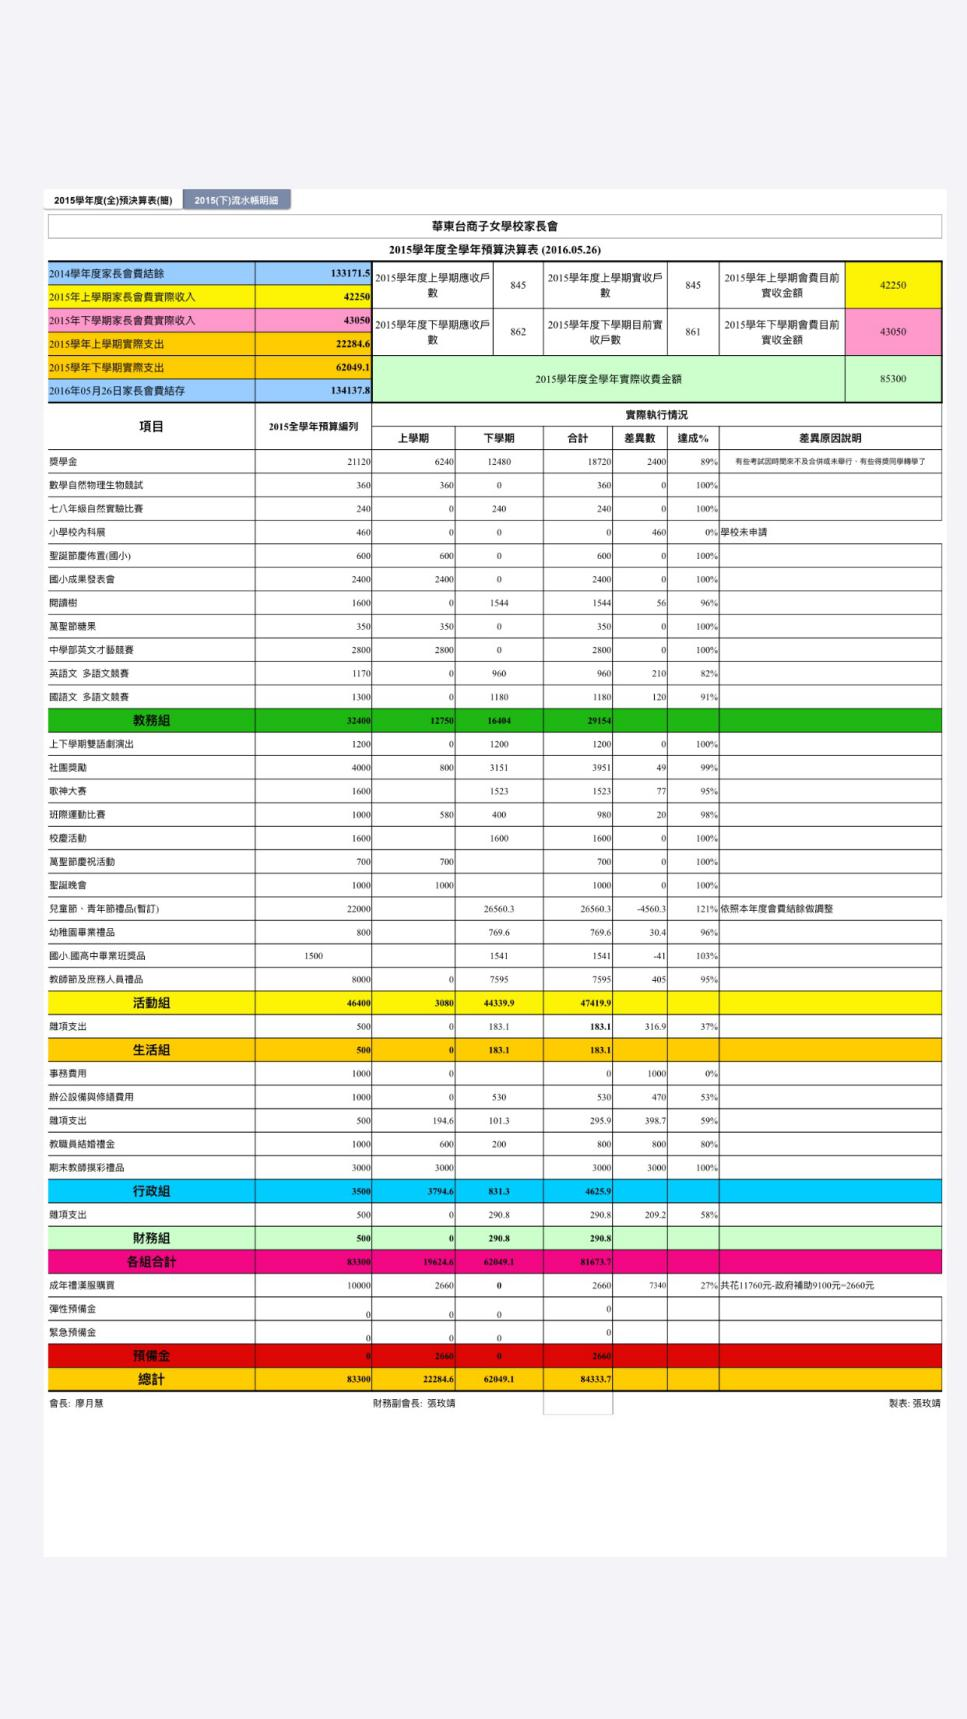 2015學年度(全)預決算表(簡) 2015(下)流水帳明細
華東台商子女學校家長會
2015學年度全學年預算決算表 (2016.05.26)
2014學年度家長會費結餘 133171.5 2015學年度上學期應收戶數 845 2015學年度上學期實收戶數 845 2015學年上學期會費目前實收金額 42250
2015年上學期家長會費實際收入 42250
2015年下學期家長會費實際收入 43050 2015學年度下學期應收戶數 862 2015學年度下學期目前實收戶數 861 2015學年下學期會費目前實收金額 43050
2015學年上學期實際支出 22284.6
2015學年下學期實際支出 62049.1 2015學年度全學年實際收費金額 85300
2016年05月26日家長會費結存 134137.8
項目 2015全學年預算編列 實際執行情況
上學期 下學期 合計 差異數 達成% 差異原因說明
獎學金 21120 6240 12480 18720 2400 89% 有些考試因時間來不及合併或未舉行、有些得獎同學轉學了
數學自然物理生物競試 360 360 0 360 0 100%
七八年級自然實驗比賽 240 0 240 240 0 100%
小學校內科展 460 0 0 0 460 0% 學校未申請
聖誕節慶佈置(國小) 600 600 0 600 0 100%
國小成果發表會 2400 2400 0 2400 0 100%
閱讀樹 1600 0 1544 1544 56 96%
萬聖節糖果 350 350 0 350 0 100%
中學部英文才藝競賽 2800 2800 0 2800 0 100%
英語文 多語文競賽 1170 0 960 960 210 82%
國語文 多語文競賽 1300 0 1180 1180 120 91%
教務組 32400 12750 16404 29154
上下學期雙語劇演出 1200 0 1200 1200 0 100%
社團獎勵 4000 800 3151 3951 49 99%
歌神大賽 1600 1523 1523 77 95%
班際運動比賽 1000 580 400 980 20 98%
校慶活動 1600 1600 1600 0 100%
萬聖節慶祝活動 700 700 700 0 100%
聖誕晚會 1000 1000 1000 0 100%
兒童節、青年節禮品(暫訂) 22000 26560.3 26560.3 -4560.3 121% 依照本年度會費結餘做調整
幼稚園畢業禮品 800 769.6 769.6 30.4 96%
國小.國高中畢業班獎品 1500 1541 1541 -41 103%
教師節及庶務人員禮品 8000 0 7595 7595 405 95%
活動組 46400 3080 44339.9 47419.9
雜項支出 500 0 183.1 183.1 316.9 37%
生活組 500 0 183.1 183.1
事務費用 1000 0 0 1000 0%
辦公設備與修繕費用 1000 0 530 530 470 53%
雜項支出 500 194.6 101.3 295.9 398.7 59%
教職員結婚禮金 1000 600 200 800 800 80%
期末教師摸彩禮品 3000 3000 3000 3000 100%
行政組 3500 3794.6 831.3 4625.9
雜項支出 500 0 290.8 290.8 209.2 58%
財務組 500 0 290.8 290.8
各組合計 83300 19624.6 62049.1 81673.7
成年禮漢服購買 10000 2660 0 2660 7340 27% 共花11760元-政府補助9100元=2660元
彈性預備金 0 0 0 0
緊急預備金 0 0 0 0
預備金 0 2660 0 2660
總計 83300 22284.6 62049.1 84333.7
會長: 廖月慧 財務副會長: 張玫靖 製表: 張玫靖